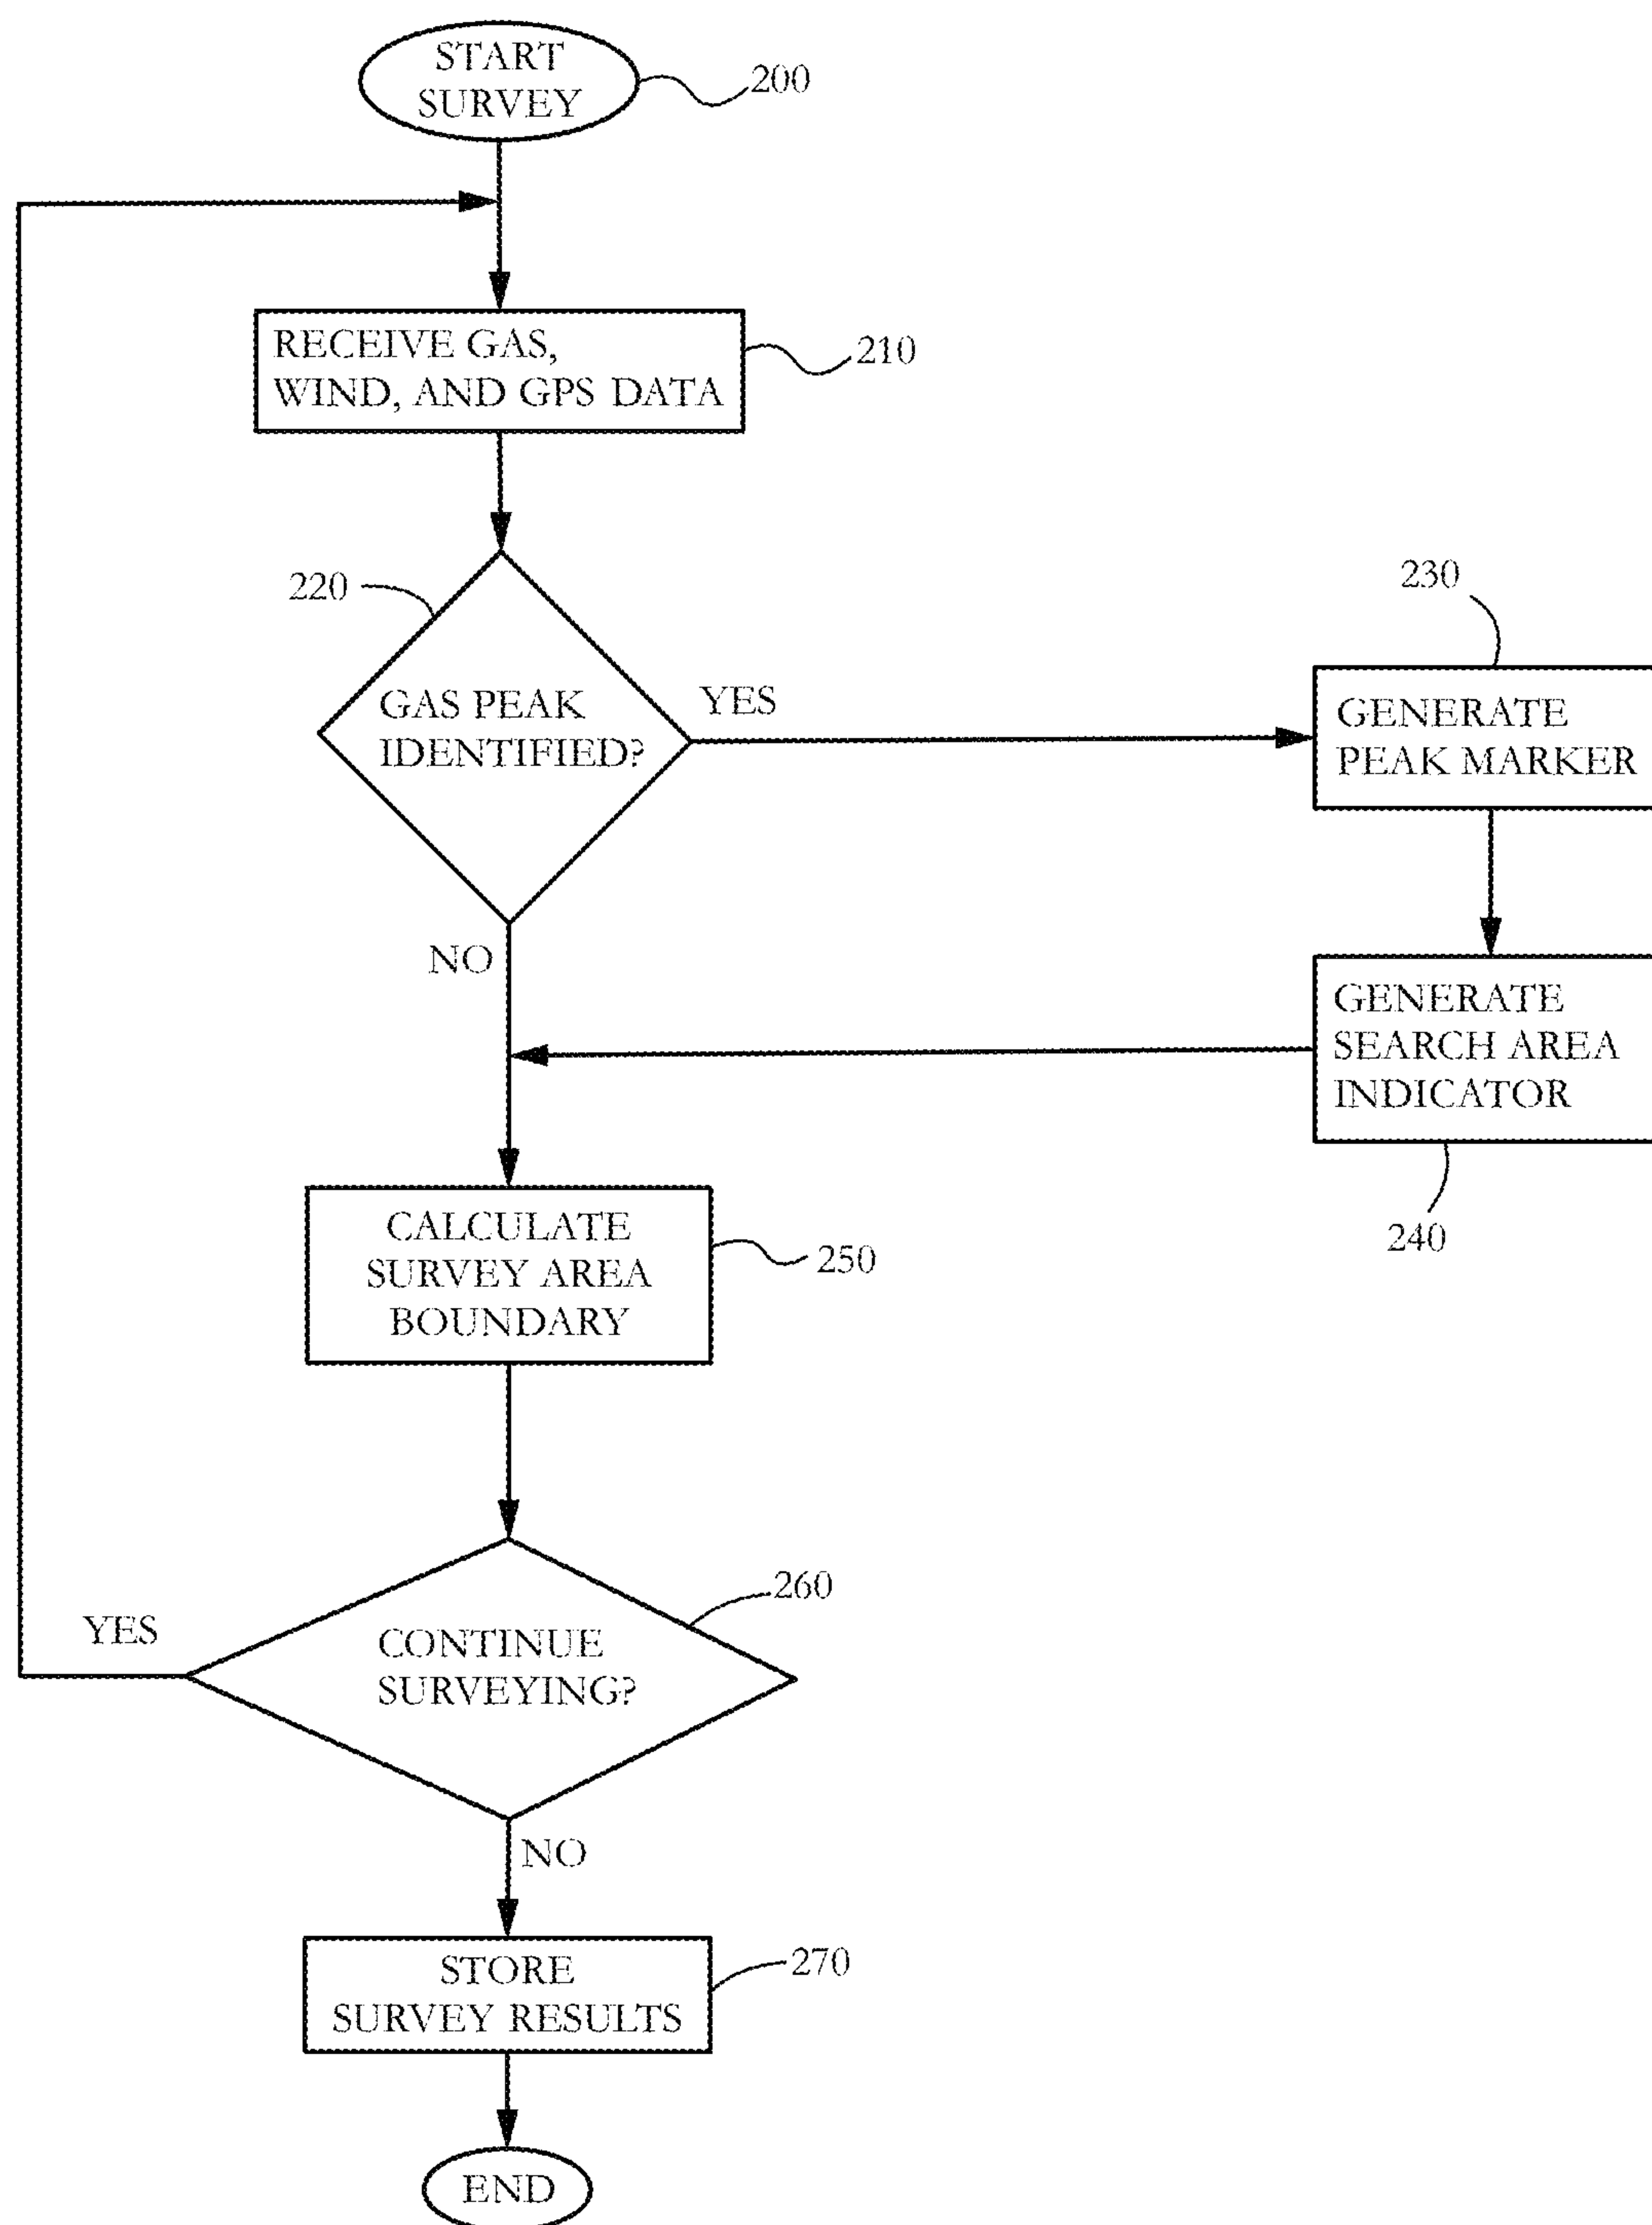 START
SURVEY
200
RECEIVE GAS,
WIND, AND GPS DATA
210
220
GAS PEAK
IDENTIFIED?
YES
230
GENERATE
PEAK MARKER
NO
GENERATE
SEARCH AREA
INDICATOR
240
CALCULATE
SURVEY AREA
BOUNDARY
250
260
YES
CONTINUE
SURVEYING?
NO
STORE
SURVEY RESULTS
270
END